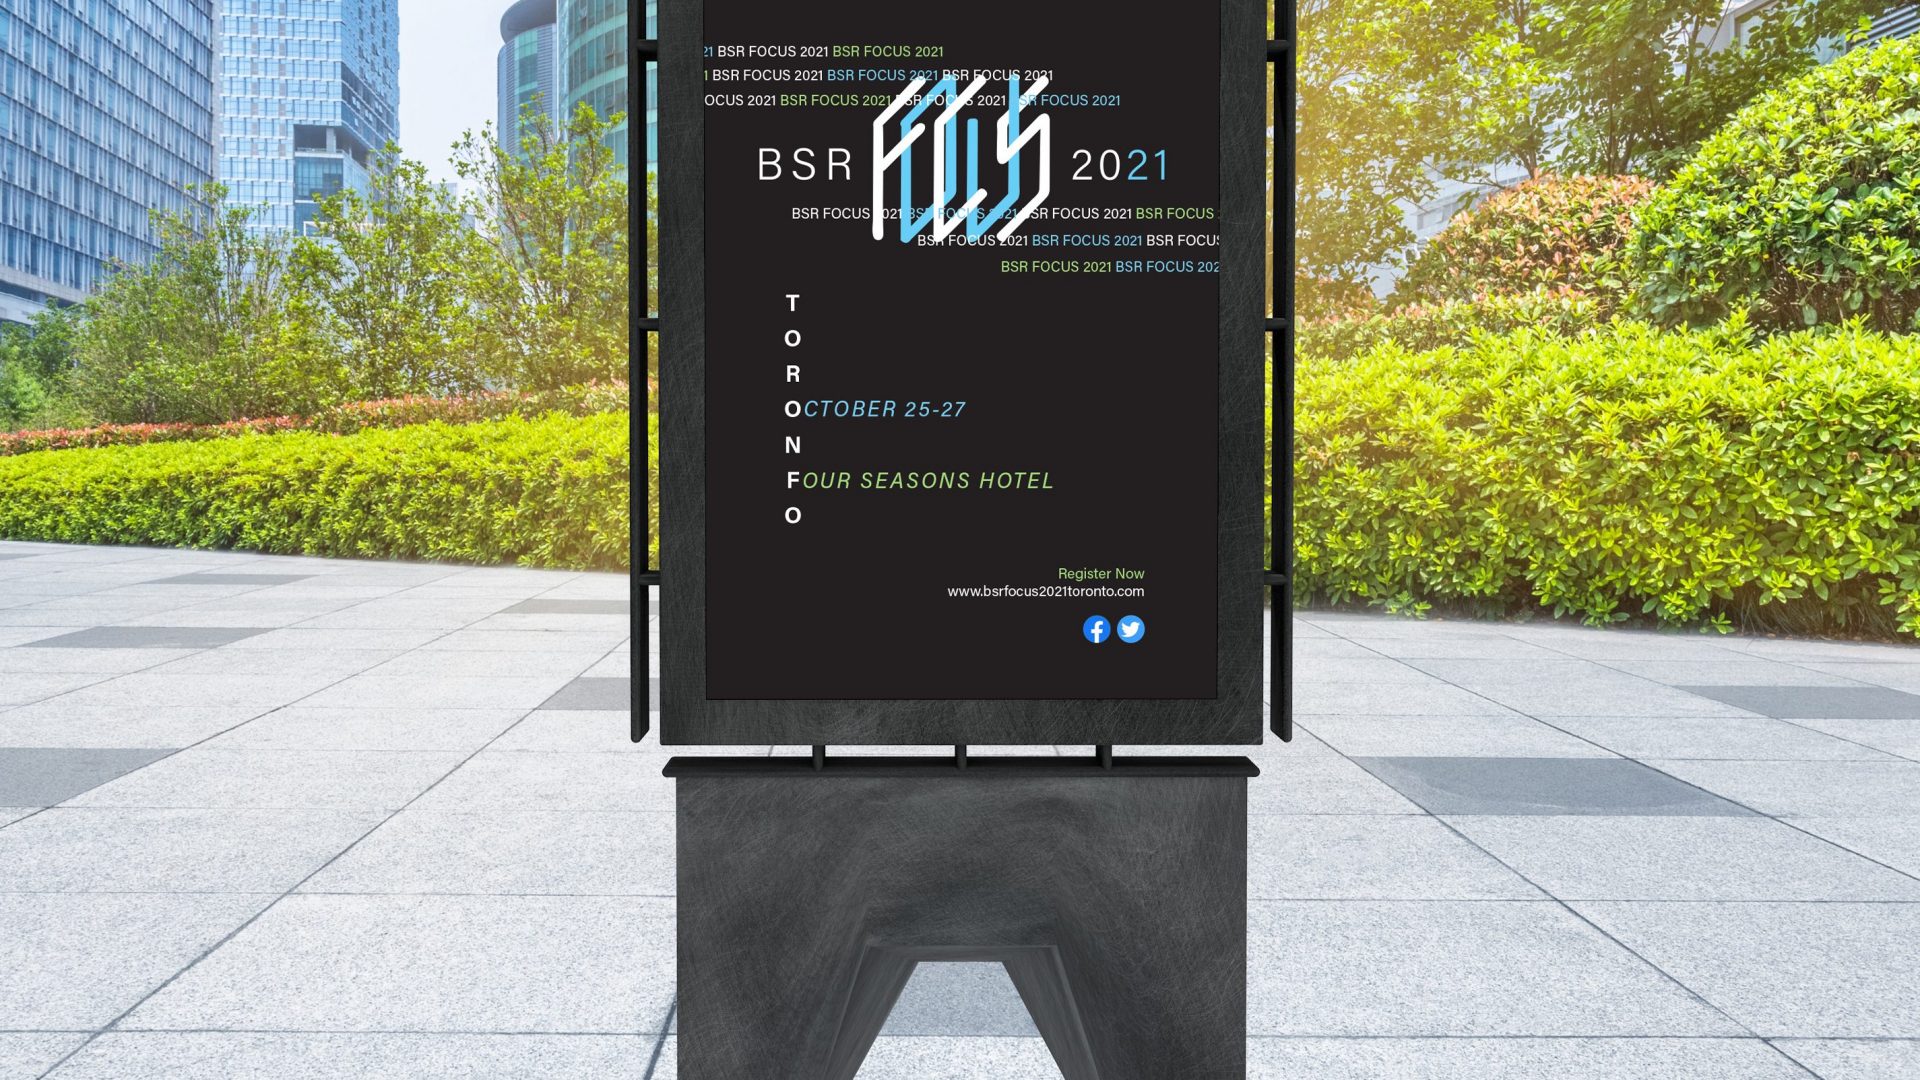 21 BSR FOCUS 2021 BSR FOCUS 2021
1 BSR FOCUS 2021 BSR FOCUS 2021 BSR FOCUS 2021
OCUS 2021 BSR FOCUS 2021 BSR FOCUS 2021 BSR FOCUS 2021
BSR FOCUS 2021
BSR FOCUS 2021 BSR FOCUS 2021 BSR FOCUS 2021 BSR FOCUS
BSR FOCUS 2021 BSR FOCUS 2021 BSR FOCUS
BSR FOCUS 2021 BSR FOCUS 202
T
O
R
OCTOBER 25-27
N
FOUR SEASONS HOTEL
O
Register Now
www.bsrfocus2021toronto.com